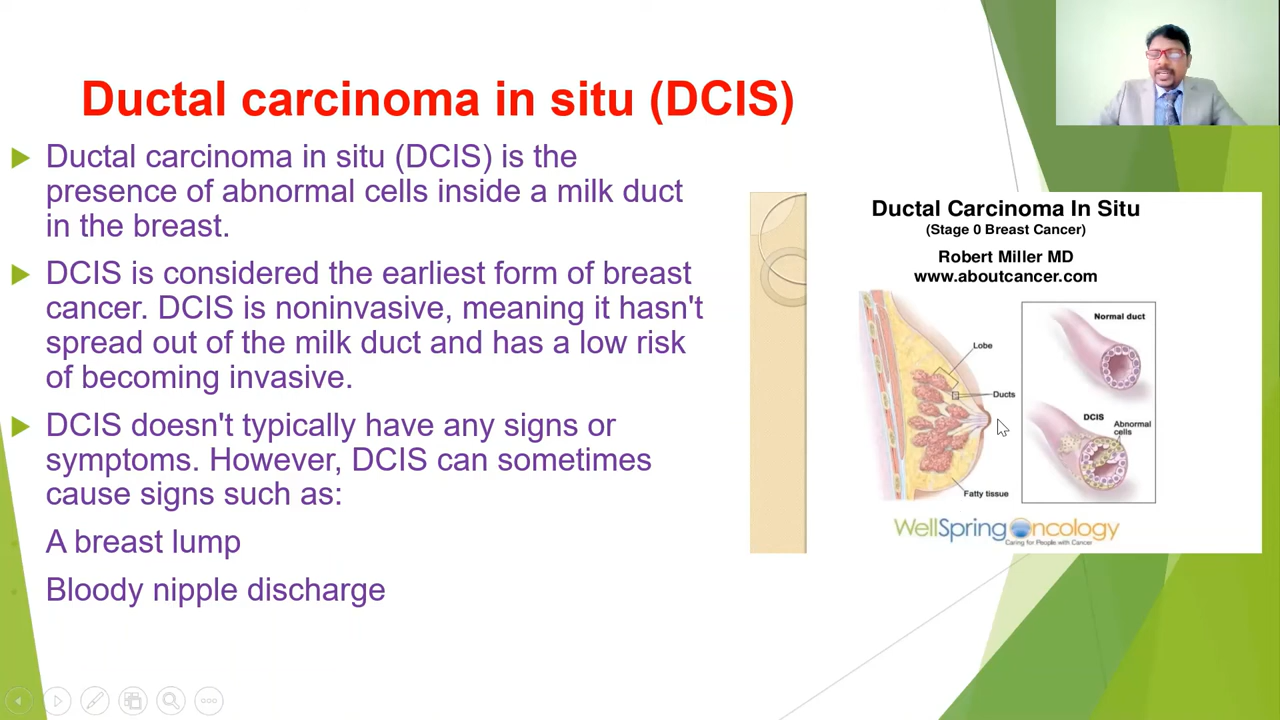 Ductal carcinoma in situ (DCIS)
Ductal carcinoma in situ (DCIS) is the
presence of abnormal cells inside a milk duct
in the breast.
DCIS is considered the earliest form of breast
cancer. DCIS is noninvasive, meaning it hasn't
spread out of the milk duct and has a low risk
of becoming invasive.
DCIS doesn't typically have any signs or
symptoms. However, DCIS can sometimes
cause signs such as:
A breast lump
Bloody nipple discharge
Ductal Carcinoma In Situ
(Stage 0 Breast Cancer)
Robert Miller MD
www.aboutcancer.com
Lobe
Ducts
Fatty tissue
Normal duct
DCIS
Abnormal
cells
WellSpring Oncology
Caring for People with Cancer